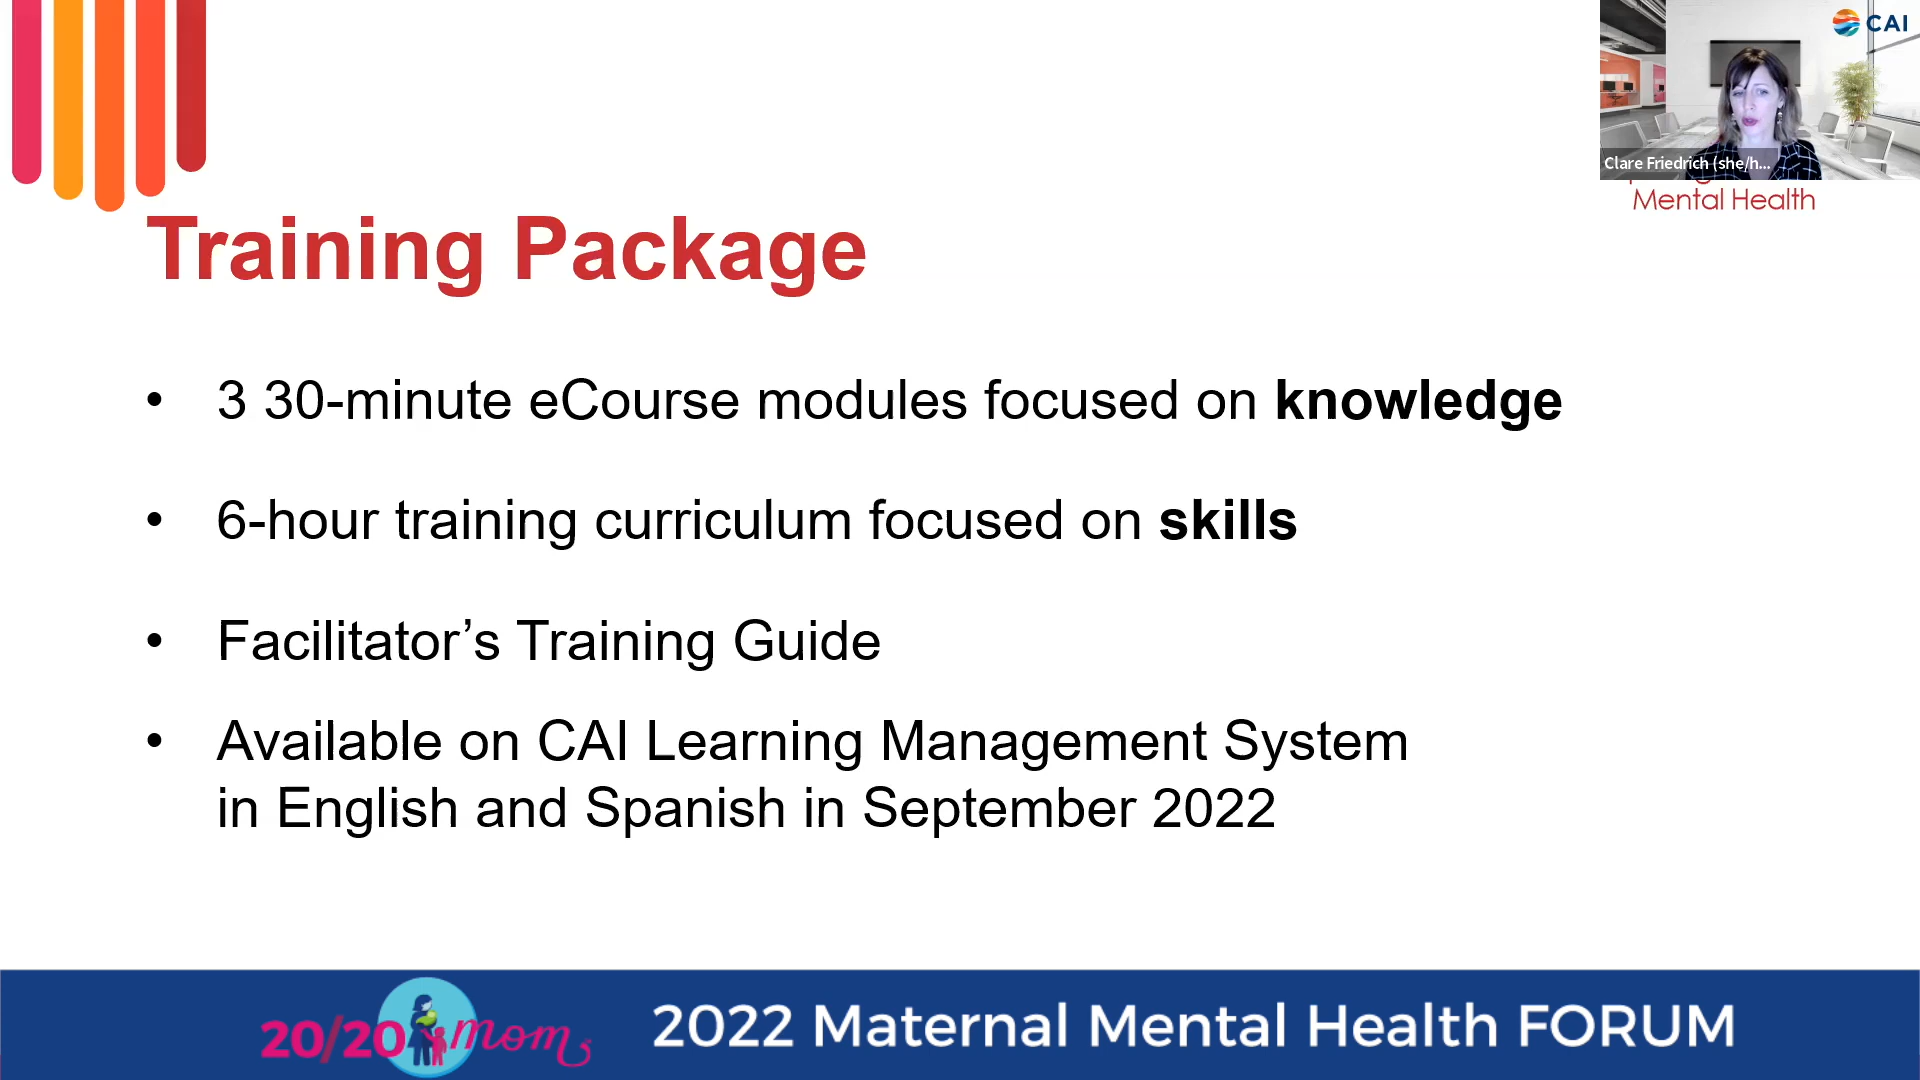 CAI
Clare Friedrich (she/h...
Mental Health
Training Package
• 3 30-minute eCourse modules focused on knowledge
• 6-hour training curriculum focused on skills
• Facilitator’s Training Guide
• Available on CAI Learning Management System
in English and Spanish in September 2022
20/20 mom
2022 Maternal Mental Health FORUM